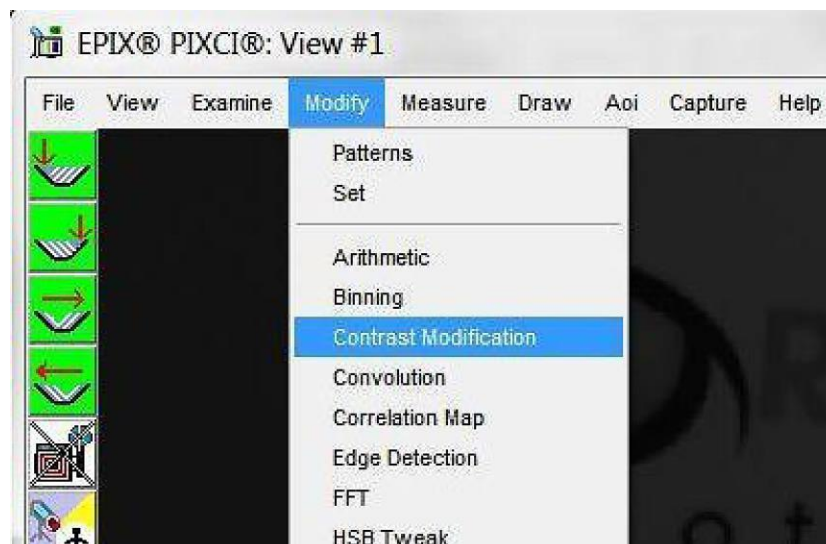 EPIX® PIXCI®: View #1
File View Examine Modify Measure Draw Aoi Capture Help
Patterns
Set
Arithmetic
Binning
Contrast Modification
Convolution
Correlation Map
Edge Detection
FFT
HSB Tweak
R
o t